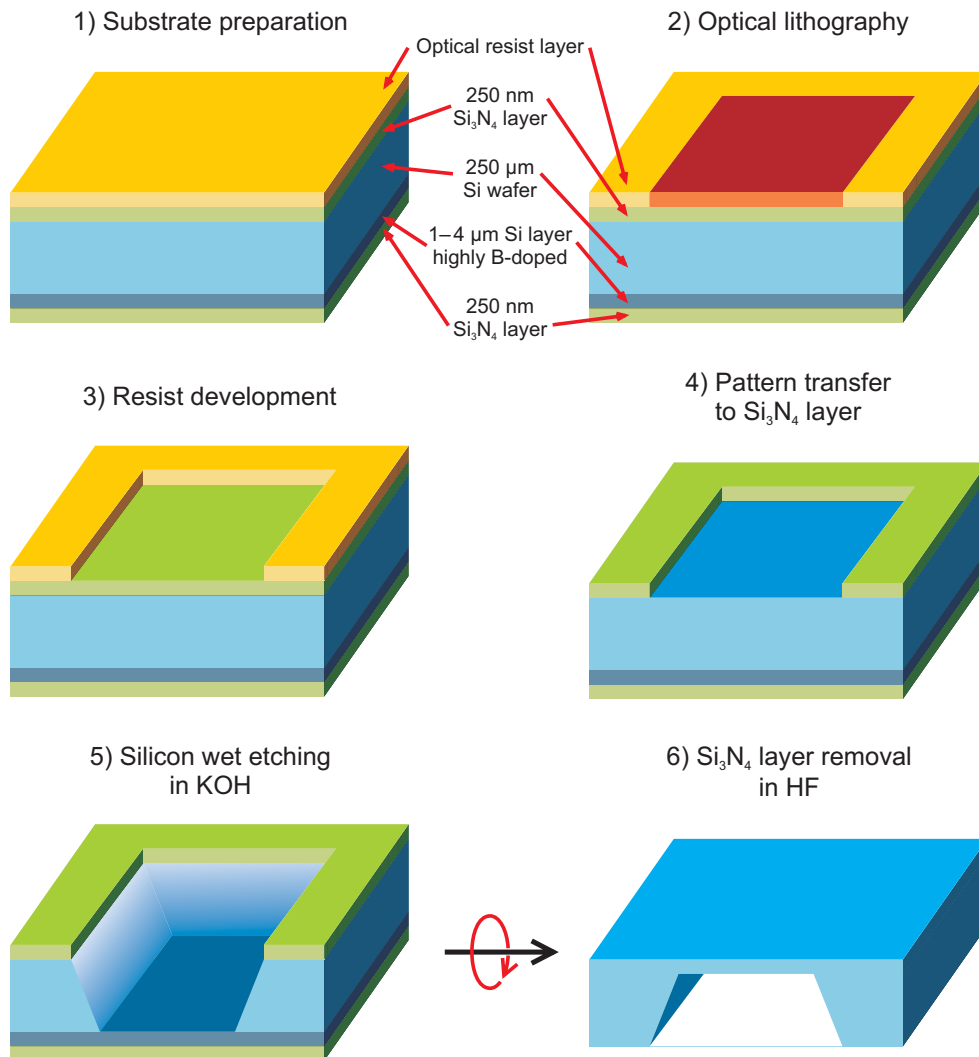 1) Substrate preparation
2) Optical lithography
Optical resist layer
250 nm
Si₃N₄ layer
250 µm
Si wafer
1–4 µm Si layer
highly B-doped
250 nm
Si₃N₄ layer
3) Resist development
4) Pattern transfer
to Si₃N₄ layer
5) Silicon wet etching
in KOH
6) Si₃N₄ layer removal
in HF